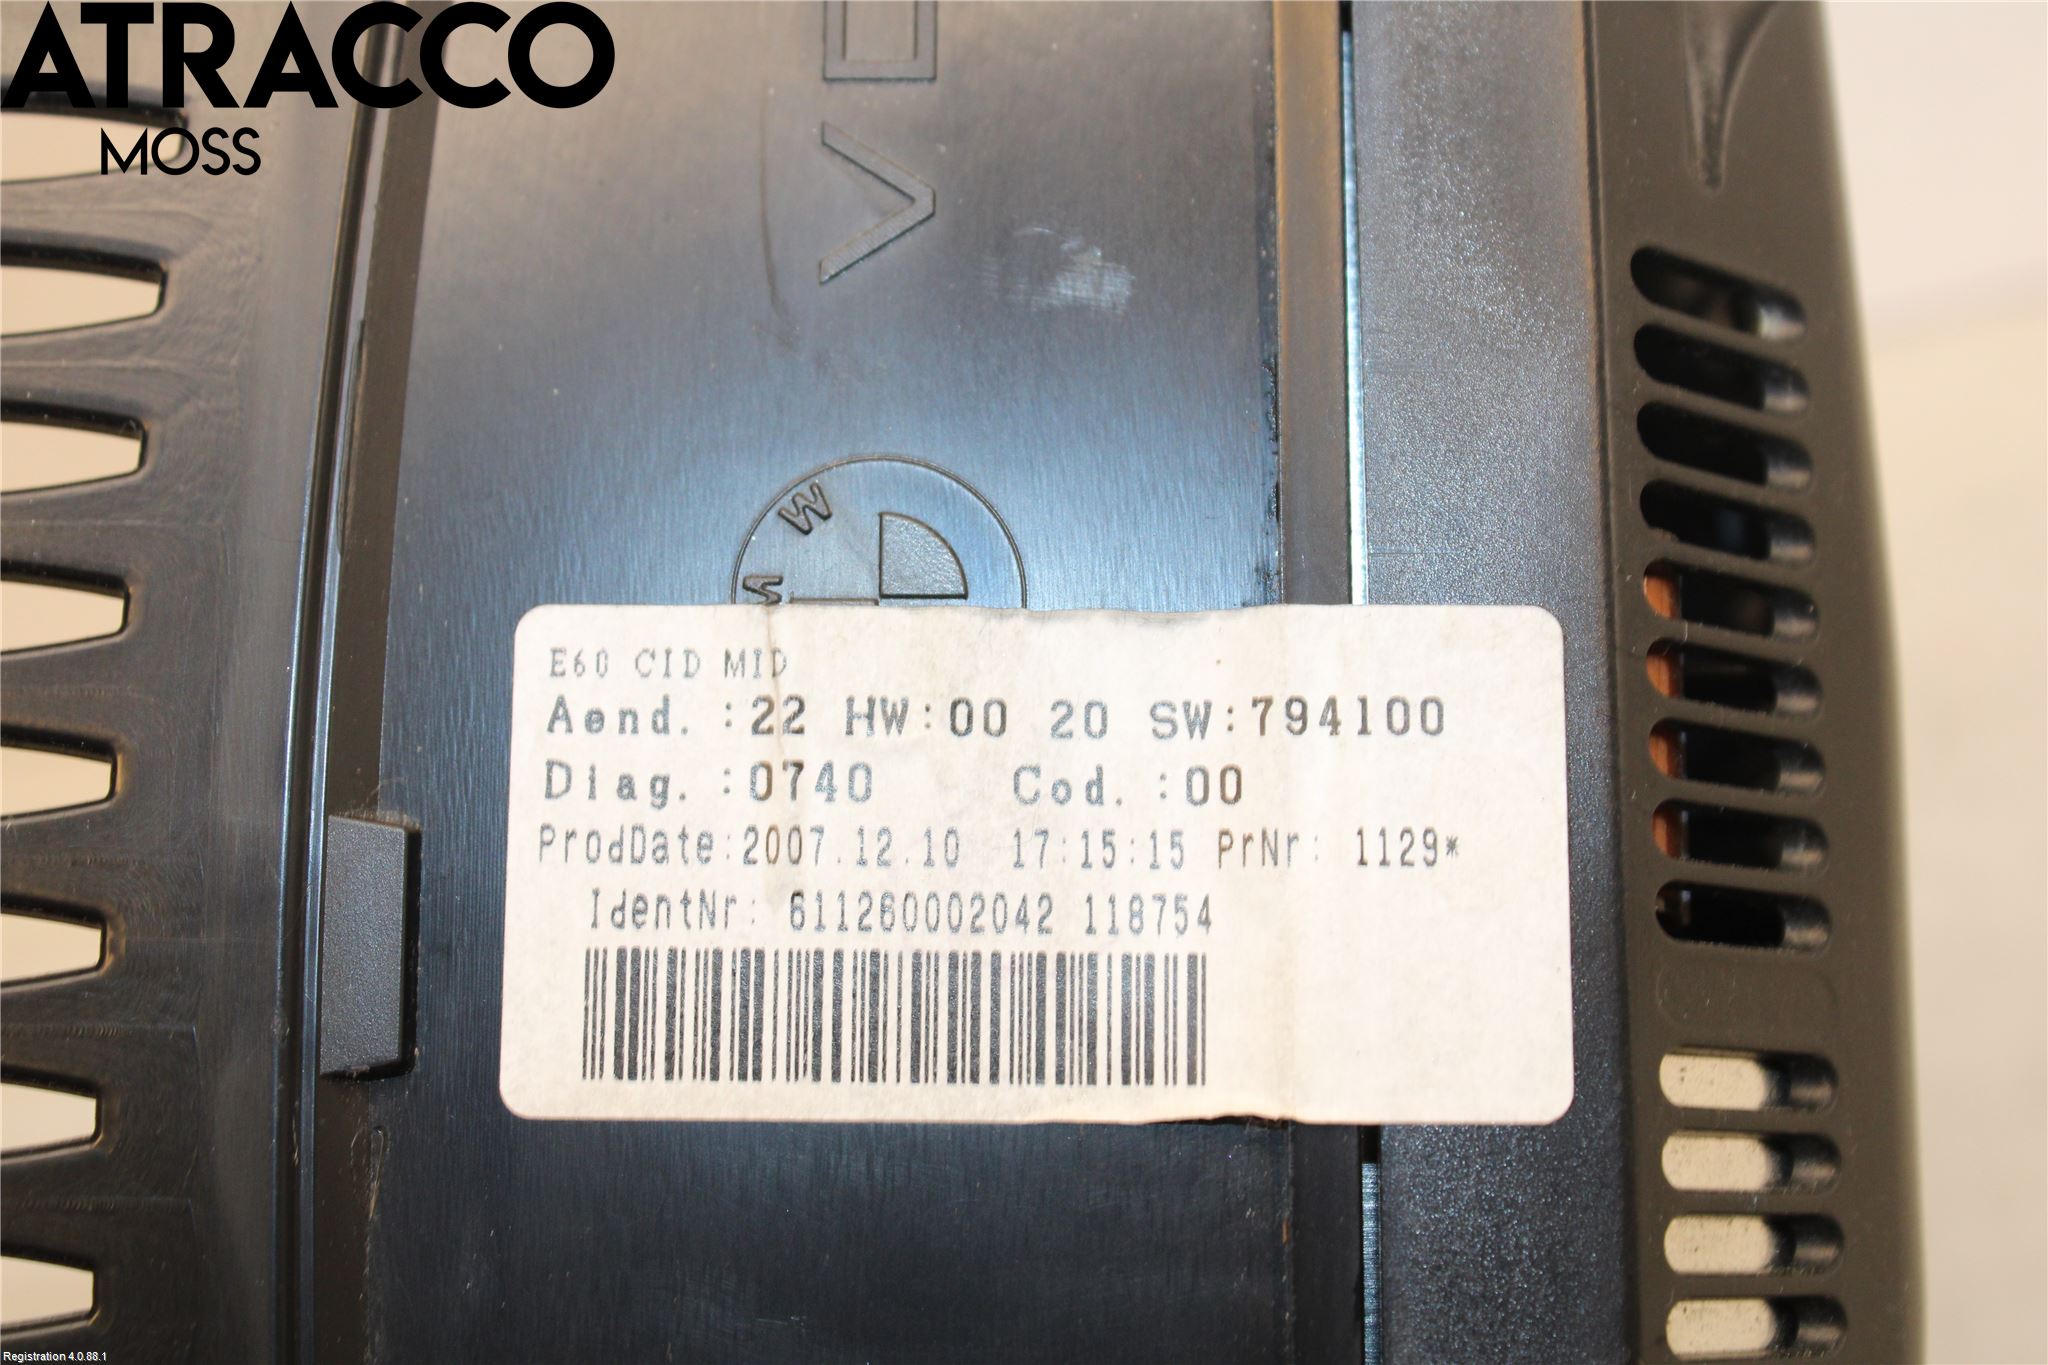 ATRACCO
MOSS
E60 CID MID
Aend. :22 HW:00 20 SW:794100
Diag. :0740 Cod. :00
ProdDate:2007.12.10 17:15:15 PrNr: 1129*
IdentNr: 611260002042 118754
Registration 4.0.88.1